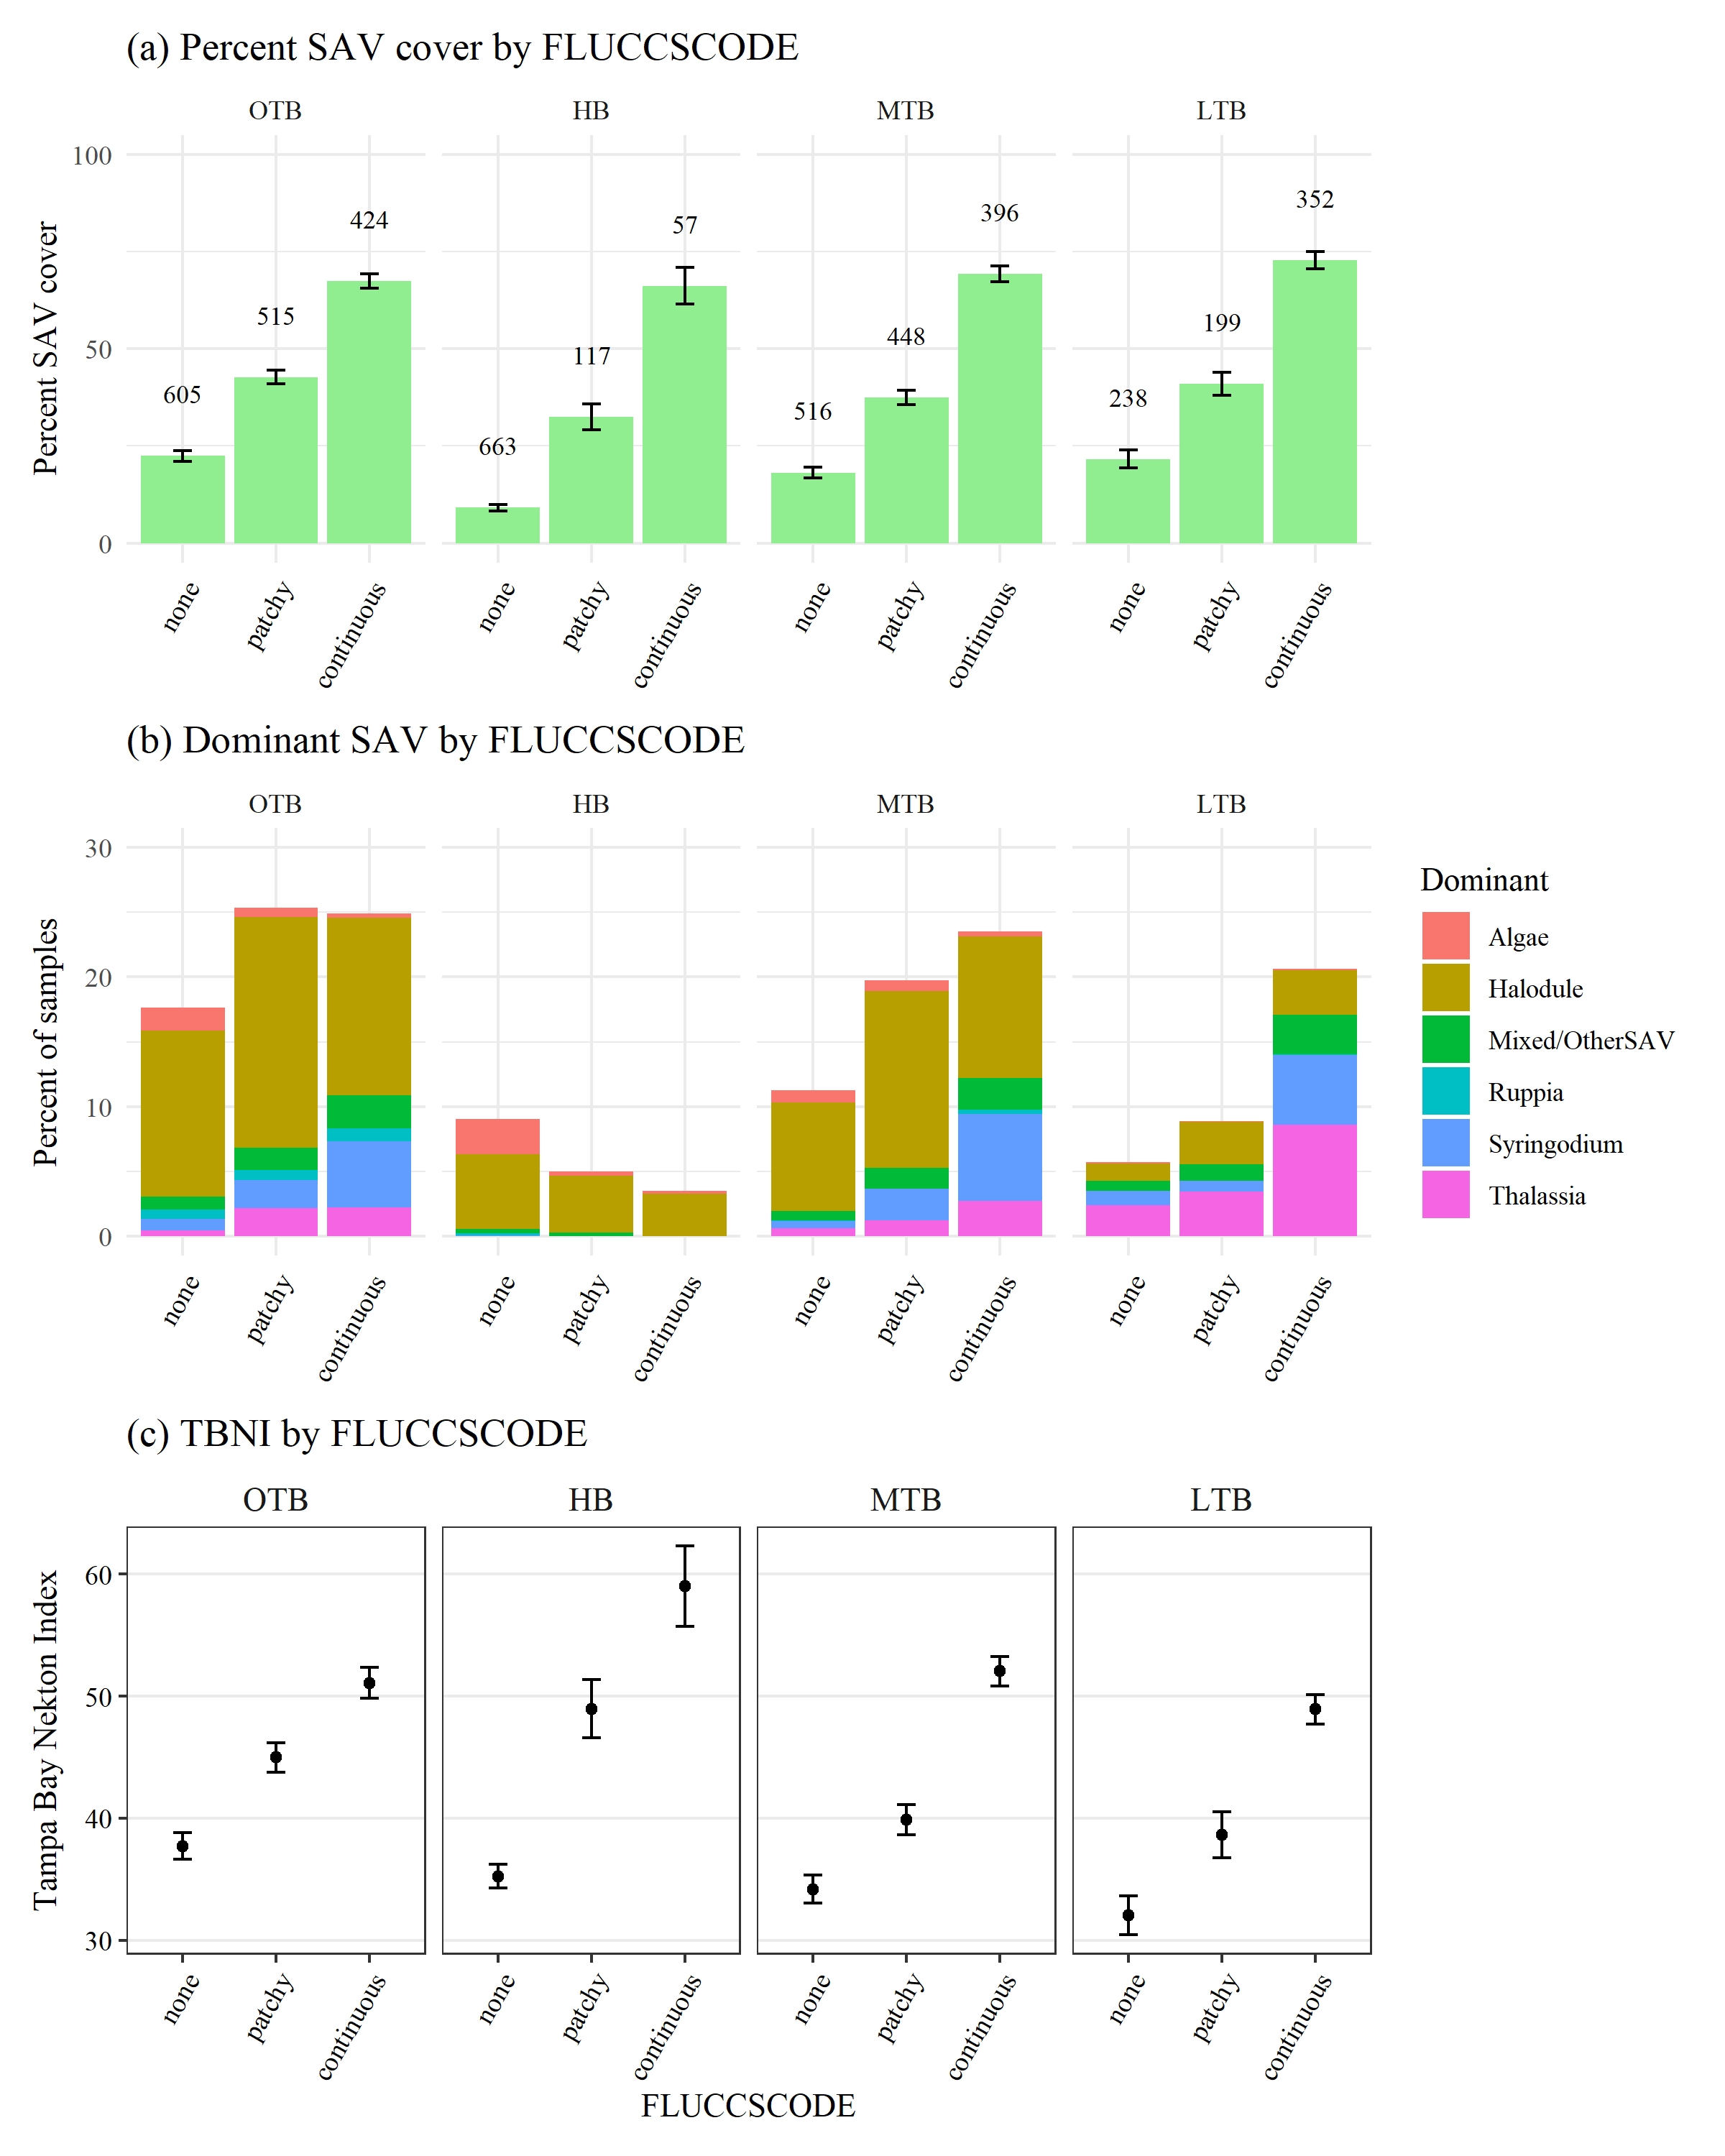 (a) Percent SAV cover by FLUCCSCODE
OTB HB MTB LTB
Percent SAV cover
100
50
0
605 515 424
663 117 57
516 448 396
238 199 352
none patchy continuous none patchy continuous none patchy continuous none patchy continuous
(b) Dominant SAV by FLUCCSCODE
OTB HB MTB LTB
Percent of samples
30
20
10
0
none patchy continuous none patchy continuous none patchy continuous none patchy continuous
Dominant
Algae
Halodule
Mixed/OtherSAV
Ruppia
Syringodium
Thalassia
(c) TBNI by FLUCCSCODE
OTB HB MTB LTB
Tampa Bay Nekton Index
60
50
40
30
none patchy continuous none patchy continuous none patchy continuous none patchy continuous
FLUCCSCODE